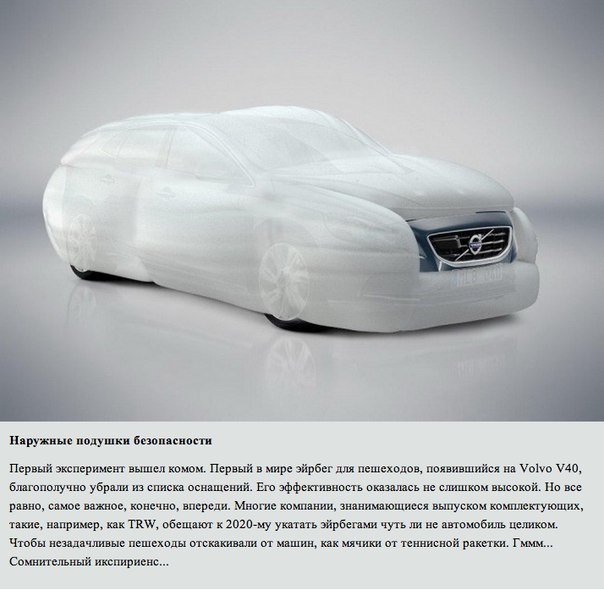 Наружные подушки безопасности
Первый эксперимент вышел комом. Первый в мире эйрбег для пешеходов, появившийся на Volvo V40,
благополучно убрали из списка оснащений. Его эффективность оказалась не слишком высокой. Но все
равно, самое важное, конечно, впереди. Многие компании, знанимающиеся выпуском комплектующих,
такие, например, как TRW, обещают к 2020-му укатать эйрбегами чуть ли не автомобиль целиком.
Чтобы незадачливые пешеходы отскакивали от машин, как мячики от теннисной ракетки. Гммм...
Сомнительный икспириенс...